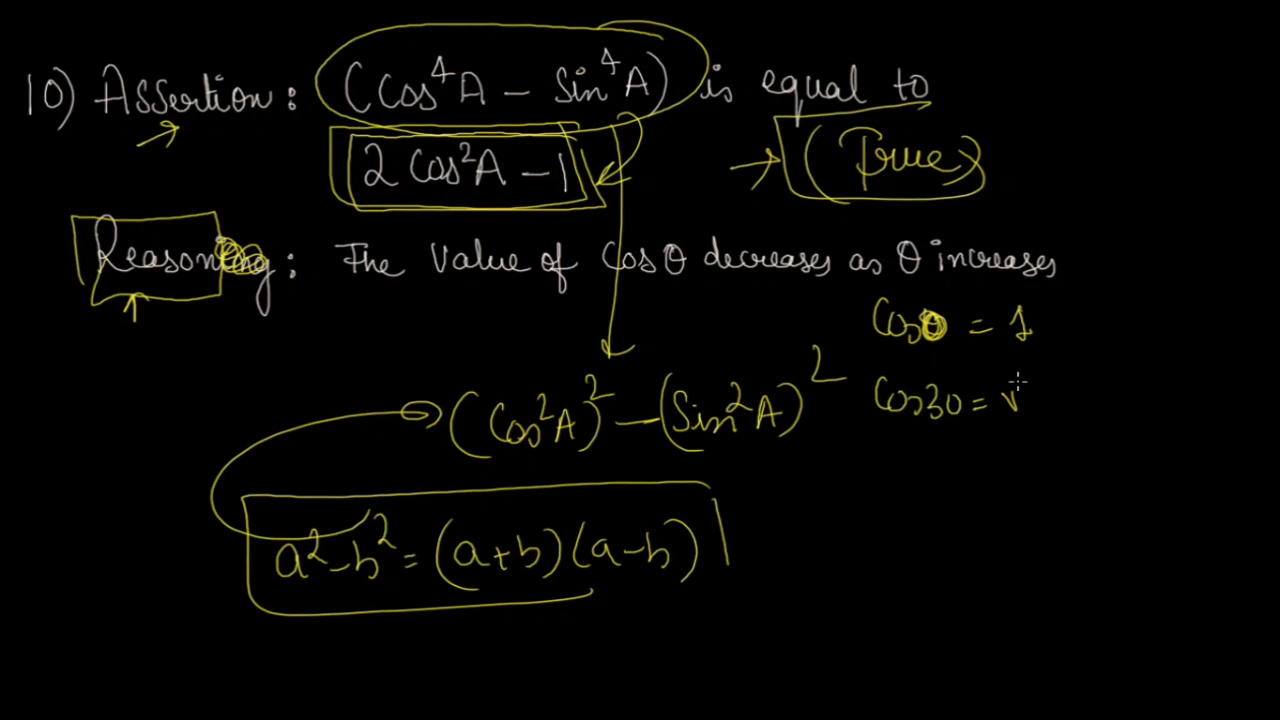 10) Assertion: (Cos⁴A - Sin⁴A) is equal to
2 Cos²A - 1
(True)
Reasoning: The Value of Cosθ decreases as θ increases
Cos0 = 1
Cos30 = √
(Cos²A)² - (Sin²A)²
a² - b² = (a+b)(a-b)